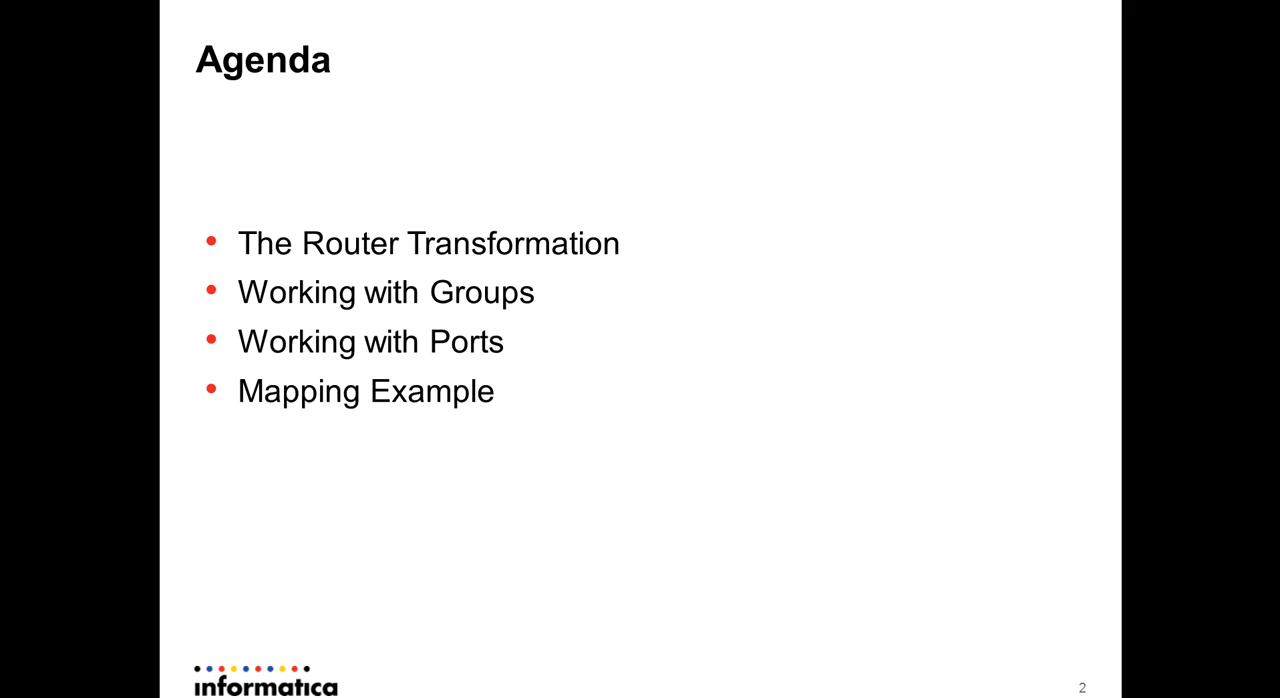 Agenda
• The Router Transformation
• Working with Groups
• Working with Ports
• Mapping Example
informatica
2